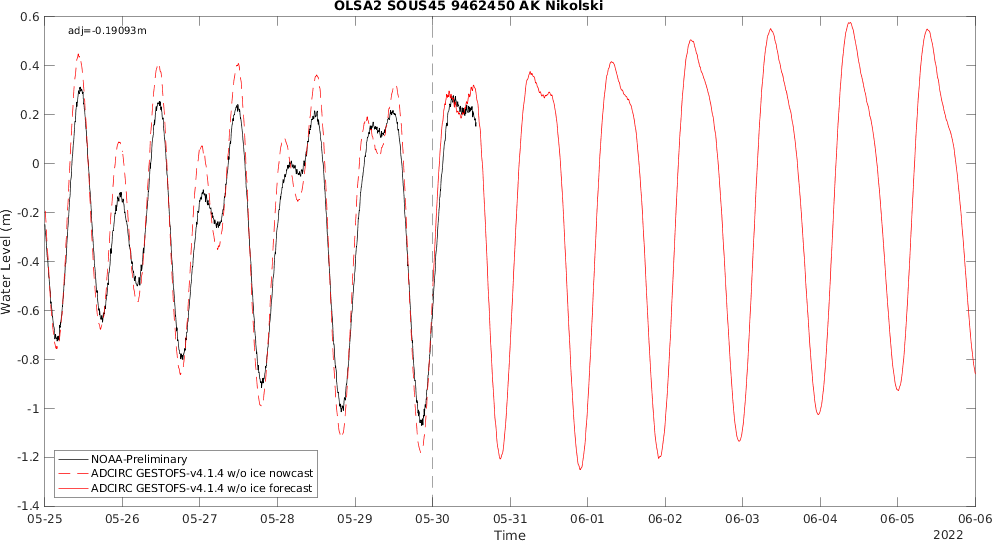 OLSA2 SOUS45 9462450 AK Nikolski
adj=-0.19093m
0.6
0.4
0.2
0
-0.2
-0.4
-0.6
-0.8
-1
-1.2
-1.4
Water Level (m)
NOAA-Preliminary
ADCIRC GESTOFS-v4.1.4 w/o ice nowcast
ADCIRC GESTOFS-v4.1.4 w/o ice forecast
05-25 05-26 05-27 05-28 05-29 05-30 05-31 06-01 06-02 06-03 06-04 06-05 06-06
Time
2022